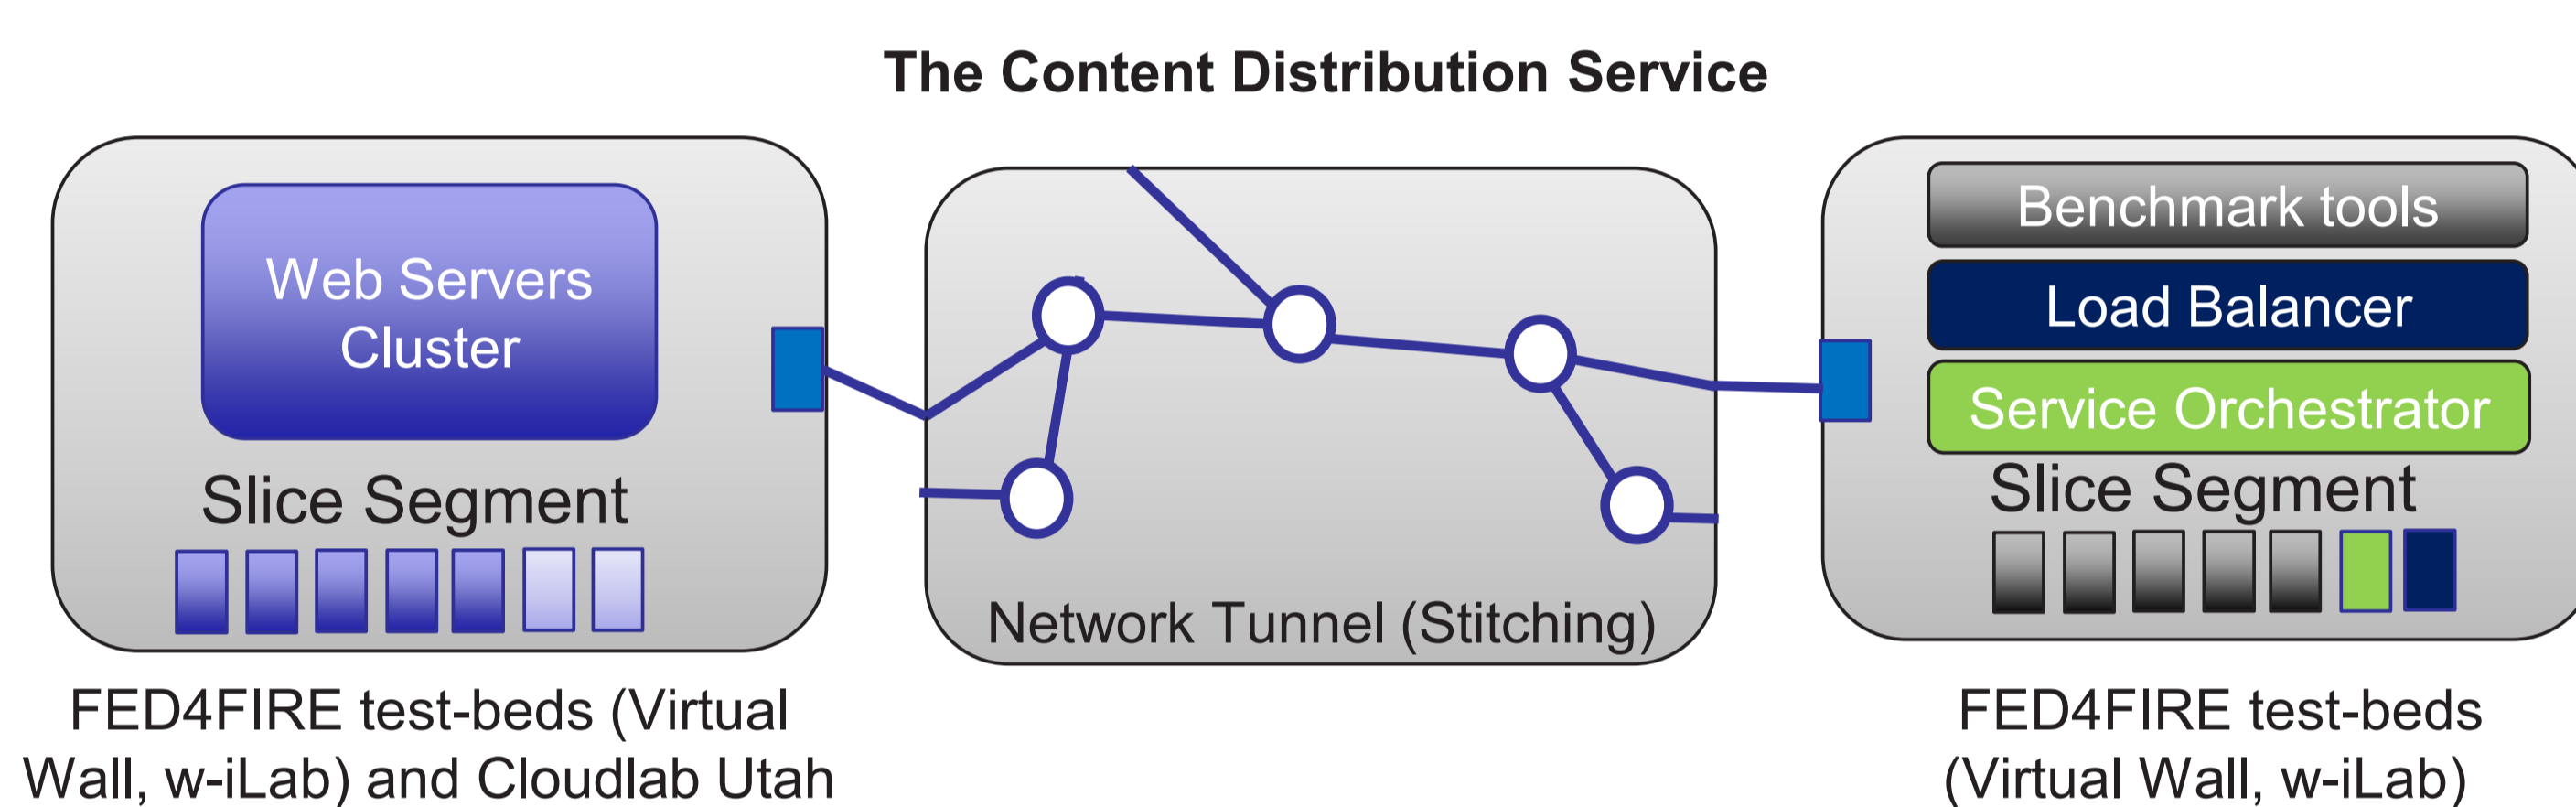 The Content Distribution Service
Web Servers
Cluster
Slice Segment
FED4FIRE test-beds (Virtual
Wall, w-iLab) and Cloudlab Utah
Network Tunnel (Stitching)
Benchmark tools
Load Balancer
Service Orchestrator
Slice Segment
FED4FIRE test-beds
(Virtual Wall, w-iLab)